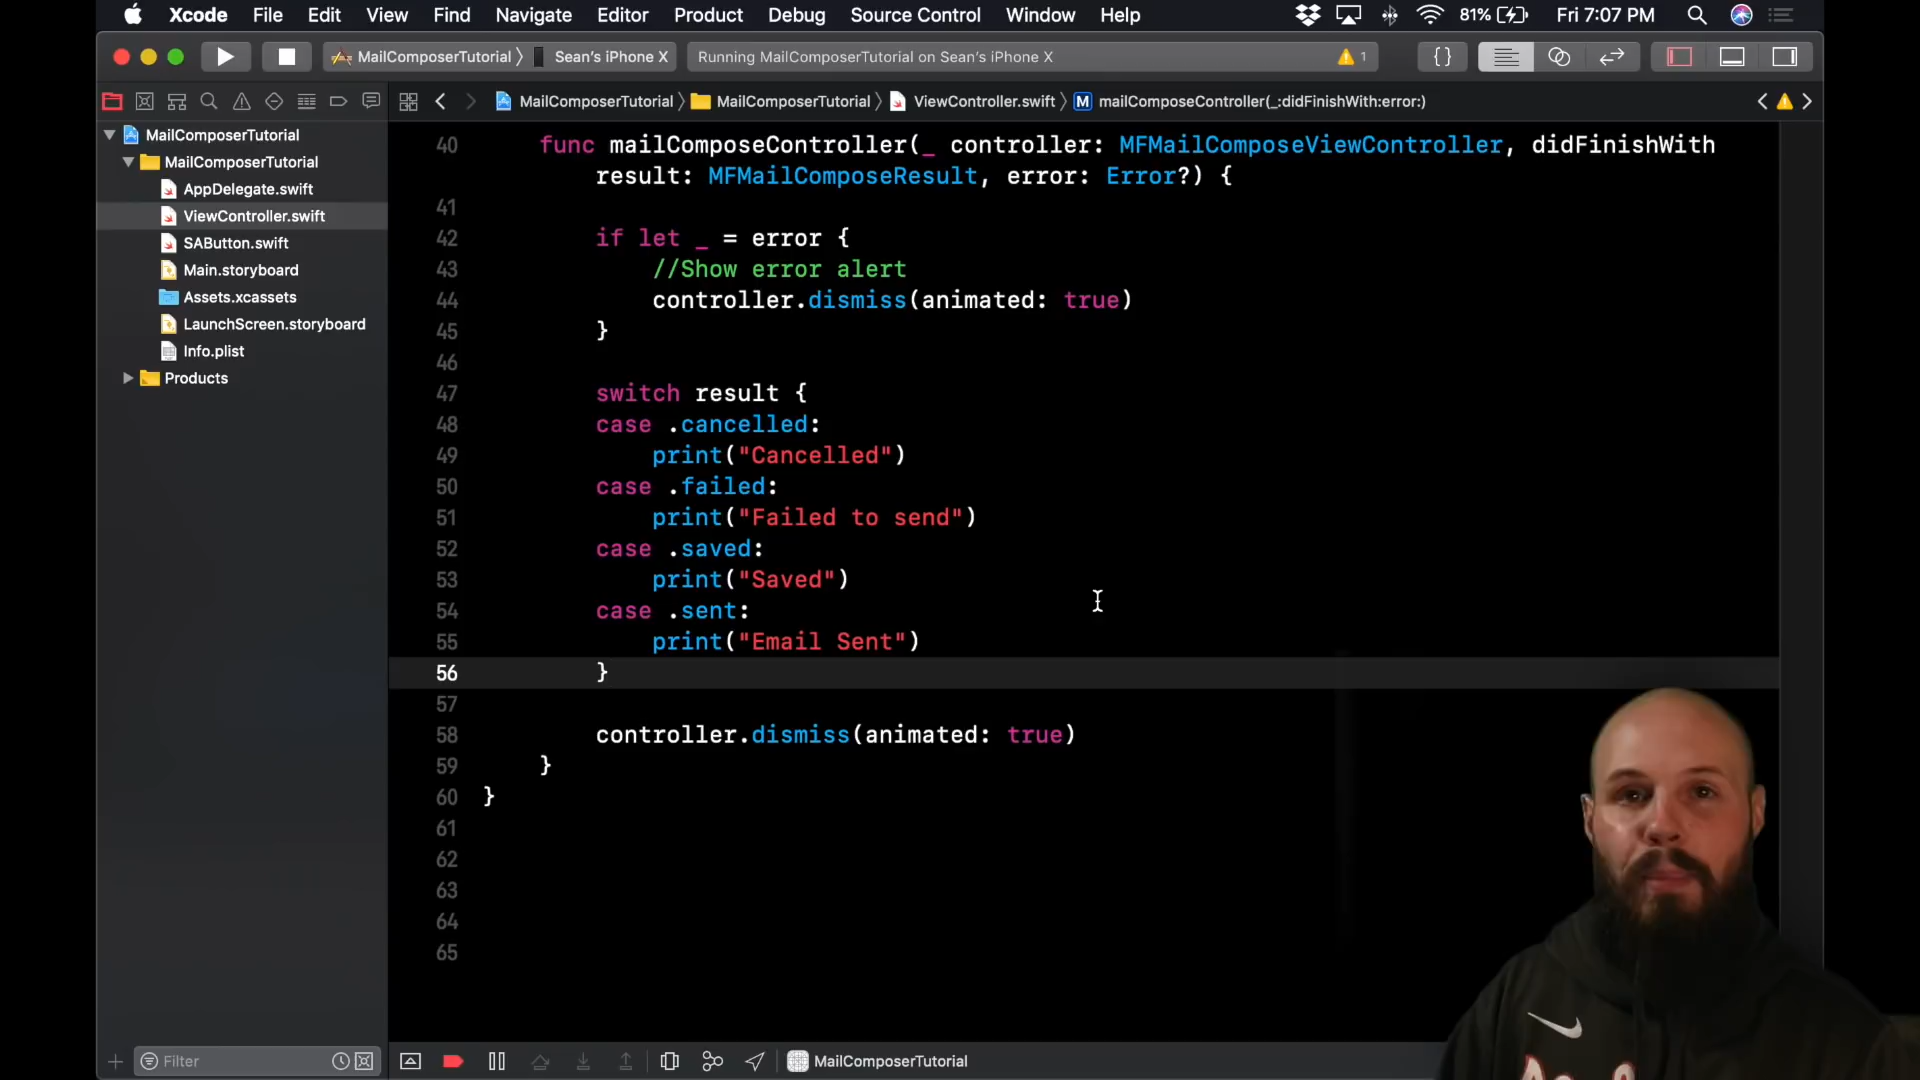 Xcode File Edit View Find Navigate Editor Product Debug Source Control Window Help 81% Fri 7:07 PM
MailComposerTutorial Sean's iPhone X Running MailComposerTutorial on Sean's iPhone X 1 {}
MailComposerTutorial MailComposerTutorial ViewController.swift M mailComposeController(_:didFinishWith:error:)
MailComposerTutorial
MailComposerTutorial
AppDelegate.swift
ViewController.swift
SAButton.swift
Main.storyboard
Assets.xcassets
LaunchScreen.storyboard
Info.plist
Products
40 func mailComposeController(_ controller: MFMailComposeViewController, didFinishWith
result: MFMailComposeResult, error: Error?) {
41
42 if let _ = error {
43 //Show error alert
44 controller.dismiss(animated: true)
45 }
46
47 switch result {
48 case .cancelled:
49 print("Cancelled")
50 case .failed:
51 print("Failed to send")
52 case .saved:
53 print("Saved")
54 case .sent:
55 print("Email Sent")
56 }
57
58 controller.dismiss(animated: true)
59 }
60 }
61
62
63
64
65
Filter MailComposerTutorial